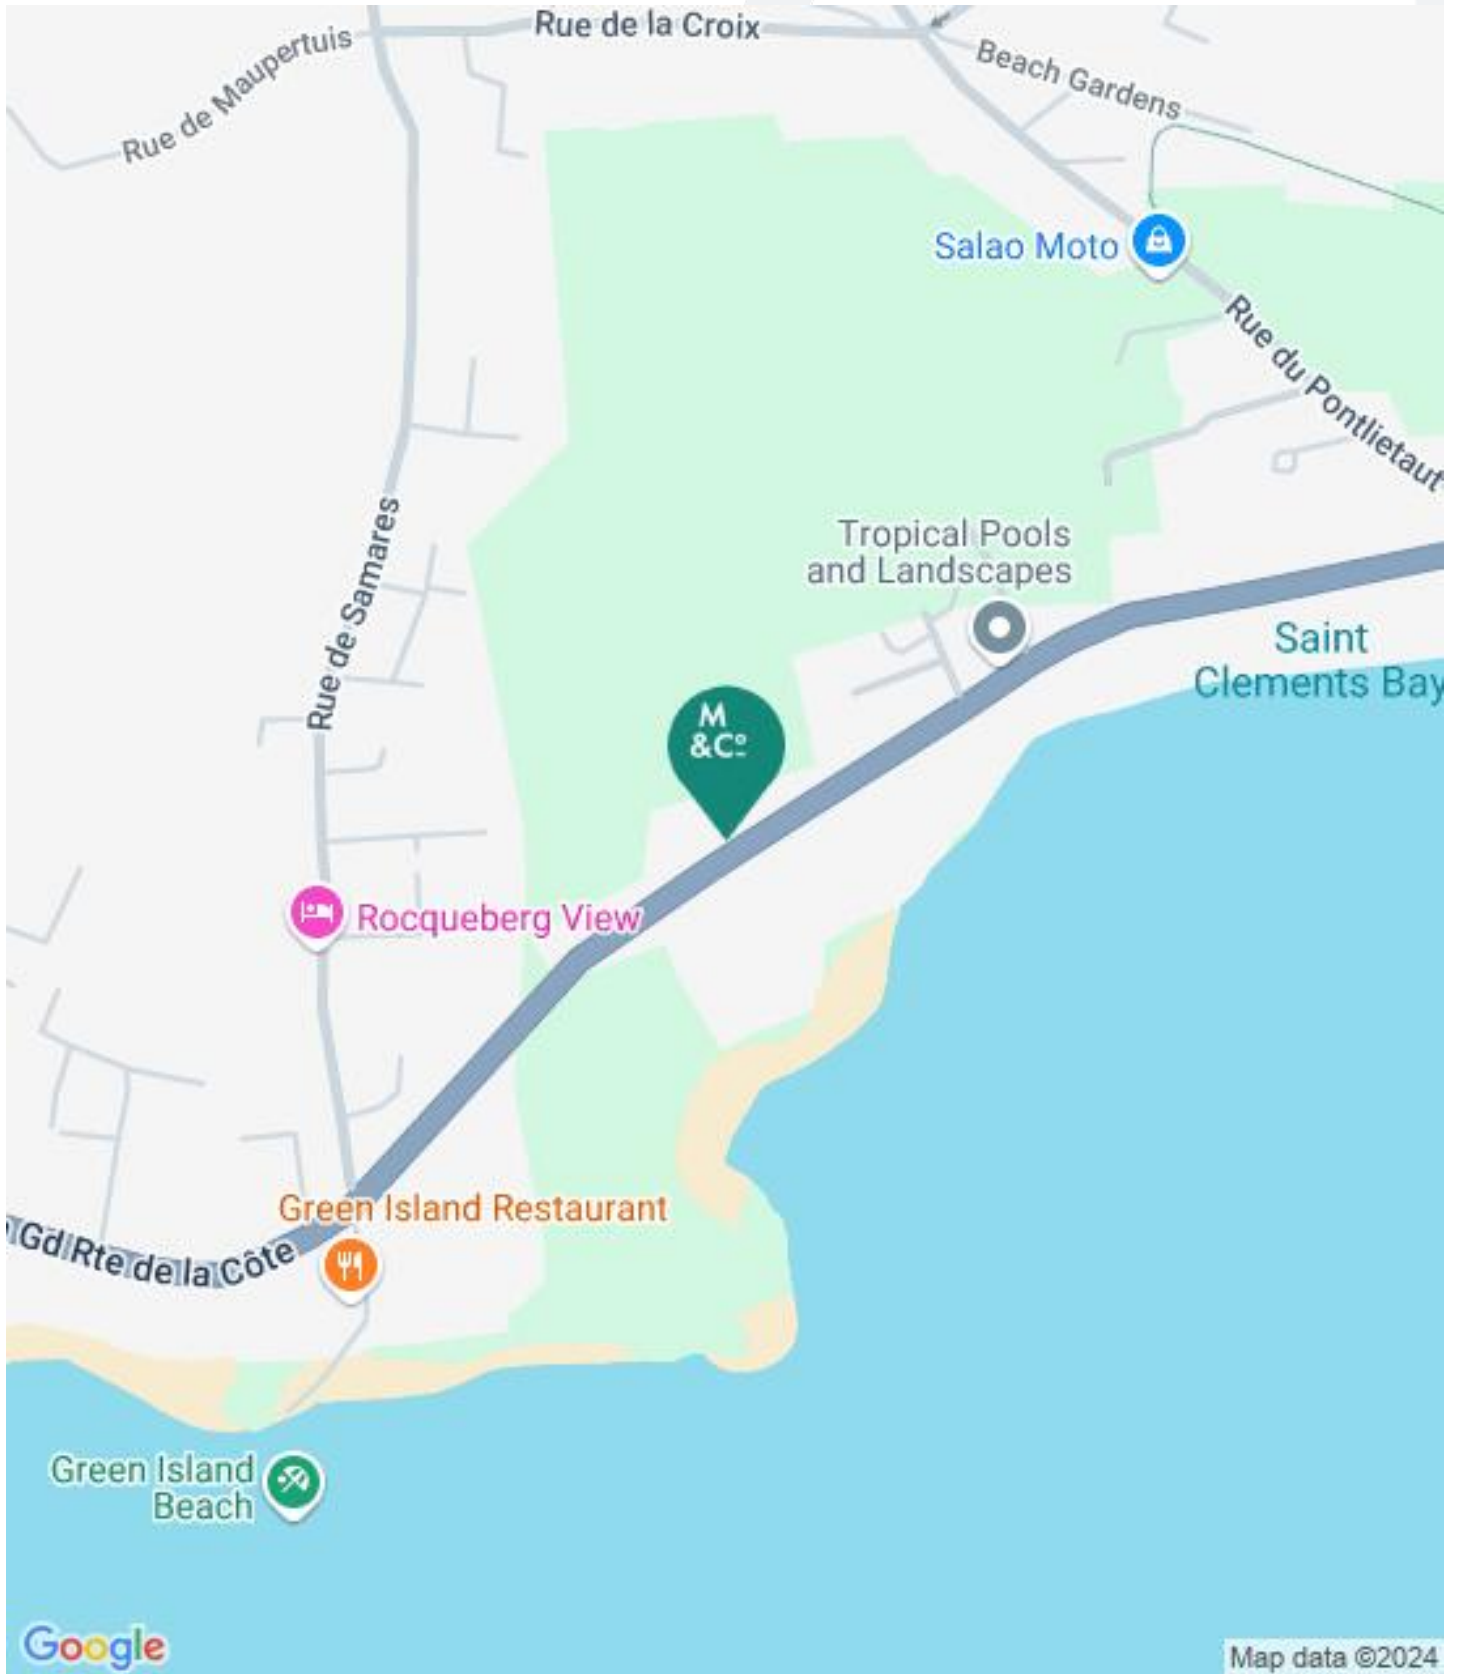 Rue de la Croix
Rue de Maupertuis
Beach Gardens
Salao Moto
Rue du Pontlietaut
Rue de Samares
Tropical Pools
and Landscapes
Saint
Clements Bay
M
&Cº
Rocqueberg View
Green Island Restaurant
Gd Rte de la Côte
Green Island
Beach
Google
Map data ©2024